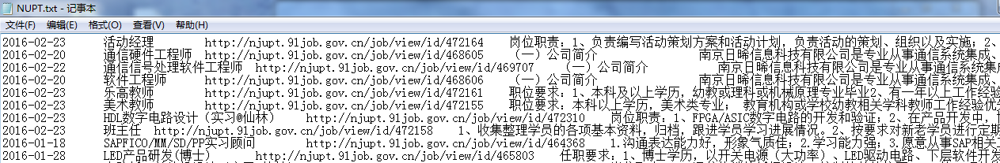 NUPT.txt - 记事本
文件(F) 编辑(E) 格式(O) 查看(V) 帮助(H)
2016-02-23 活动经理 http://njupt.91job.gov.cn/job/view/id/472164 岗位职责：1、负责编写活动策划方案和活动计划，负责活动的策划、组织以及实施；2、
2016-02-20 通信硬件工程师 http://njupt.91job.gov.cn/job/view/id/468605 （一）公司简介 南京日晞信息科技有限公司是专业从事通信系统集成、
2016-02-22 通信信号处理软件工程师 http://njupt.91job.gov.cn/job/view/id/469707 （一）公司简介 南京日晞信息科技有限公司是专业从事通信系统集成
2016-02-20 软件工程师 http://njupt.91job.gov.cn/job/view/id/468606 （一）公司简介 南京日晞信息科技有限公司是专业从事通信系统集成、
2016-02-23 乐高教师 http://njupt.91job.gov.cn/job/view/id/472161 职位要求：1、本科及以上学历，幼教或理科或机械原理专业毕业2、有一年以上工作经验
2016-02-23 美术教师 http://njupt.91job.gov.cn/job/view/id/472155 职位要求：本科以上学历，美术类专业； 教育机构或学校幼教相关学科教师工作经验优
2016-02-23 HDL数字电路设计（实习@仙林） http://njupt.91job.gov.cn/job/view/id/472310 岗位职责：1、FPGA/ASIC数字电路的开发和验证；2、在产品开发中，
2016-02-23 班主任 http://njupt.91job.gov.cn/job/view/id/472158 1、收集整理学员的各项基本资料，归档，跟进学员学习进展情况。2、按要求对新老学员进行定期
2016-01-18 SAPFICO/MM/SD/PP实习顾问 http://njupt.91job.gov.cn/job/view/id/464368 1.沟通表达能力好，形象气质佳；2.学习能力强；3.愿意从事SAP相关
2016-01-28 LED产品研发(博士) http://njupt.91job.gov.cn/job/view/id/465803 任职要求：1、博士学历，以开关电源（大功率）、LED驱动电路、下层软件开发